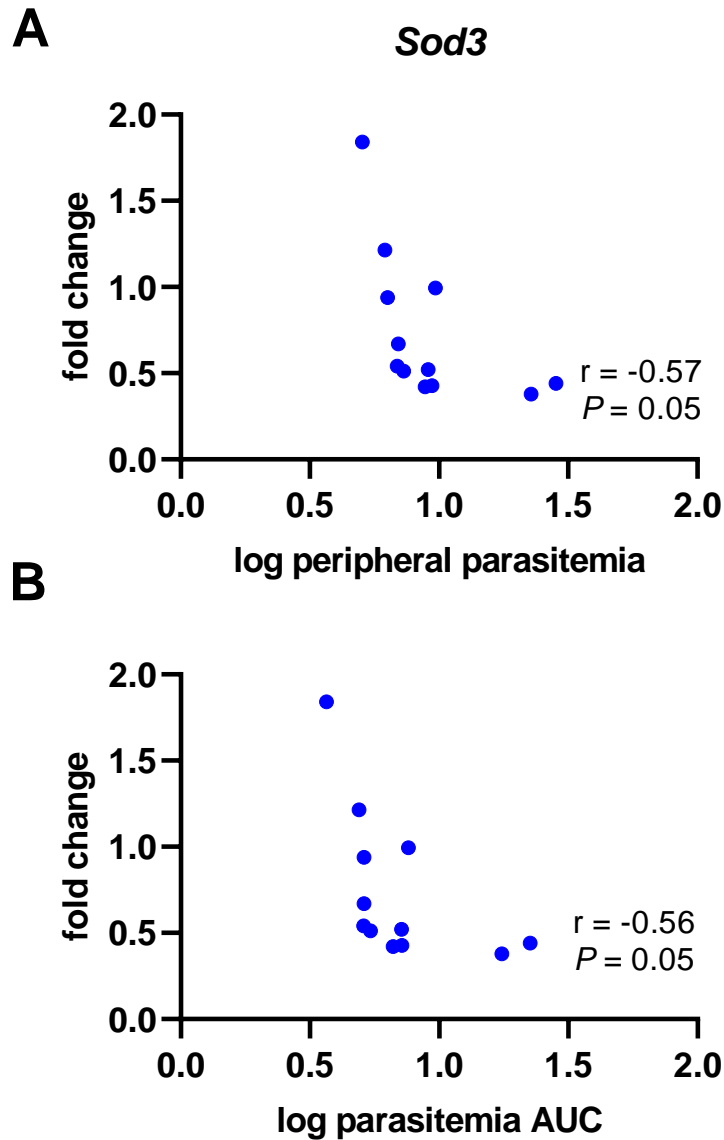 A
Sod3
2.0
1.5
1.0
0.5
0.0
fold change
r = -0.57
P = 0.05
0.0 0.5 1.0 1.5 2.0
log peripheral parasitemia
B
2.0
1.5
1.0
0.5
0.0
fold change
r = -0.56
P = 0.05
0.0 0.5 1.0 1.5 2.0
log parasitemia AUC